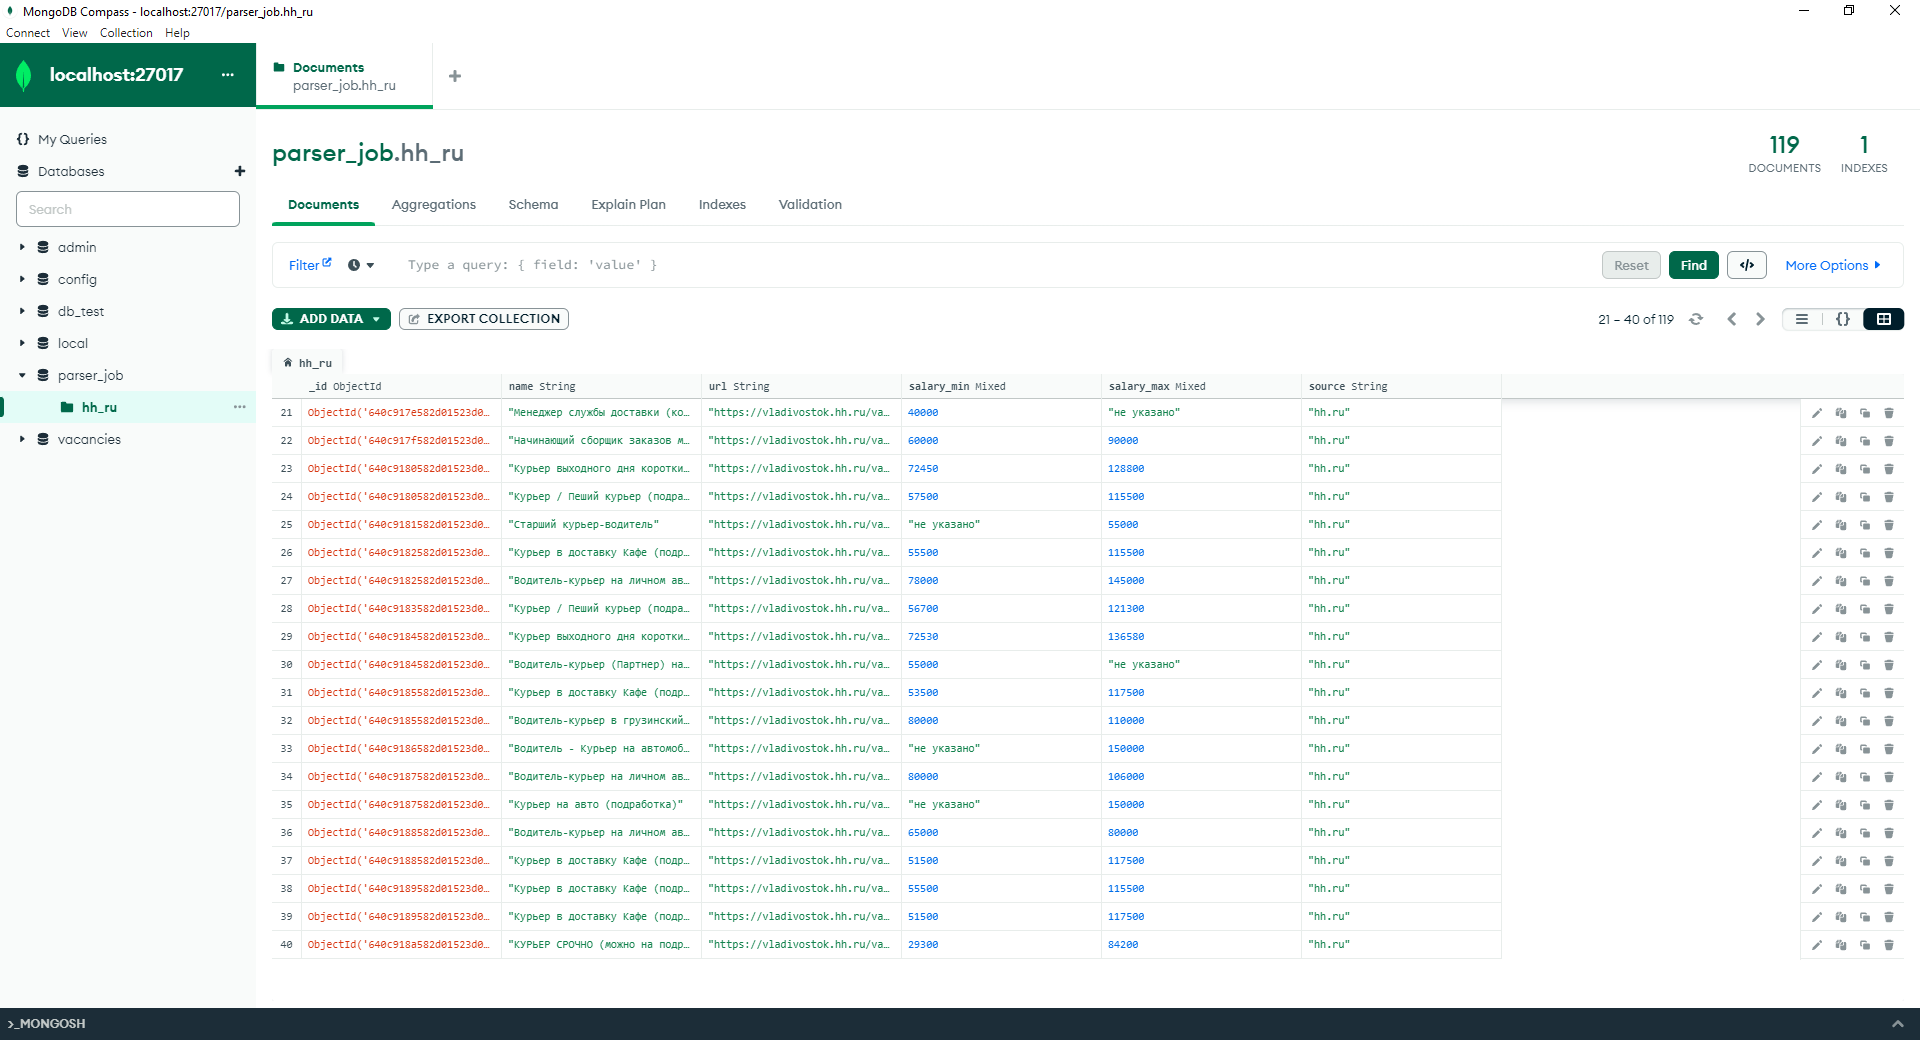 MongoDB Compass - localhost:27017/parser_job.hh_ru
Connect View Collection Help
localhost:27017 ...
Documents
parser_job.hh_ru
My Queries
Databases
Search
admin
config
db_test
local
parser_job
hh_ru
vacancies
parser_job.hh_ru
119 DOCUMENTS
1 INDEXES
Documents Aggregations Schema Explain Plan Indexes Validation
Filter Type a query: { field: 'value' } Reset Find </> More Options
ADD DATA EXPORT COLLECTION 21 – 40 of 119 {}
hh_ru
_id ObjectId name String url String salary_min Mixed salary_max Mixed source String
21 ObjectId('640c917e582d01523d0… "Менеджер службы доставки (ко… "https://vladivostok.hh.ru/va… 40000 "не указано" "hh.ru"
22 ObjectId('640c917f582d01523d0… "Начинающий сборщик заказов м… "https://vladivostok.hh.ru/va… 60000 90000 "hh.ru"
23 ObjectId('640c9180582d01523d0… "Курьер выходного дня коротки… "https://vladivostok.hh.ru/va… 72450 128800 "hh.ru"
24 ObjectId('640c9180582d01523d0… "Курьер / Пеший курьер (подра… "https://vladivostok.hh.ru/va… 57500 115500 "hh.ru"
25 ObjectId('640c9181582d01523d0… "Старший курьер-водитель" "https://vladivostok.hh.ru/va… "не указано" 55000 "hh.ru"
26 ObjectId('640c9182582d01523d0… "Курьер в доставку Кафе (подр… "https://vladivostok.hh.ru/va… 55500 115500 "hh.ru"
27 ObjectId('640c9182582d01523d0… "Водитель-курьер на личном ав… "https://vladivostok.hh.ru/va… 78000 145000 "hh.ru"
28 ObjectId('640c9183582d01523d0… "Курьер / Пеший курьер (подра… "https://vladivostok.hh.ru/va… 56700 121300 "hh.ru"
29 ObjectId('640c9184582d01523d0… "Курьер выходного дня коротки… "https://vladivostok.hh.ru/va… 72530 136580 "hh.ru"
30 ObjectId('640c9184582d01523d0… "Водитель-курьер (Партнер) на… "https://vladivostok.hh.ru/va… 55000 "не указано" "hh.ru"
31 ObjectId('640c9185582d01523d0… "Курьер в доставку Кафе (подр… "https://vladivostok.hh.ru/va… 53500 117500 "hh.ru"
32 ObjectId('640c9185582d01523d0… "Водитель-курьер в грузинский… "https://vladivostok.hh.ru/va… 80000 110000 "hh.ru"
33 ObjectId('640c9186582d01523d0… "Водитель - Курьер на автомоб… "https://vladivostok.hh.ru/va… "не указано" 150000 "hh.ru"
34 ObjectId('640c9187582d01523d0… "Водитель-курьер на личном ав… "https://vladivostok.hh.ru/va… 80000 106000 "hh.ru"
35 ObjectId('640c9187582d01523d0… "Курьер на авто (подработка)" "https://vladivostok.hh.ru/va… "не указано" 150000 "hh.ru"
36 ObjectId('640c9188582d01523d0… "Водитель-курьер на личном ав… "https://vladivostok.hh.ru/va… 65000 80000 "hh.ru"
37 ObjectId('640c9188582d01523d0… "Курьер в доставку Кафе (подр… "https://vladivostok.hh.ru/va… 51500 117500 "hh.ru"
38 ObjectId('640c9189582d01523d0… "Курьер в доставку Кафе (подр… "https://vladivostok.hh.ru/va… 55500 115500 "hh.ru"
39 ObjectId('640c9189582d01523d0… "Курьер в доставку Кафе (подр… "https://vladivostok.hh.ru/va… 51500 117500 "hh.ru"
40 ObjectId('640c918a582d01523d0… "КУРЬЕР СРОЧНО (можно на подр… "https://vladivostok.hh.ru/va… 29300 84200 "hh.ru"
>_MONGOSH